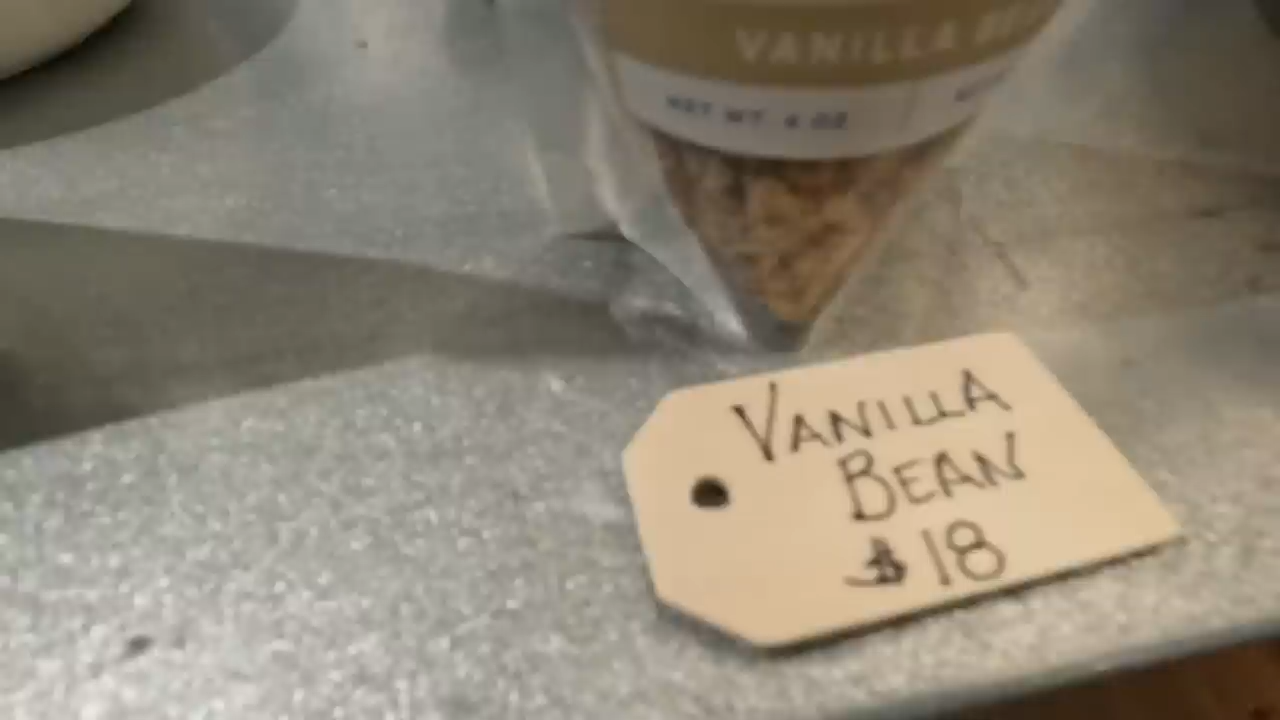 VANILLA BE
NET WT. 4 OZ
VANILLA
BEAN
$18